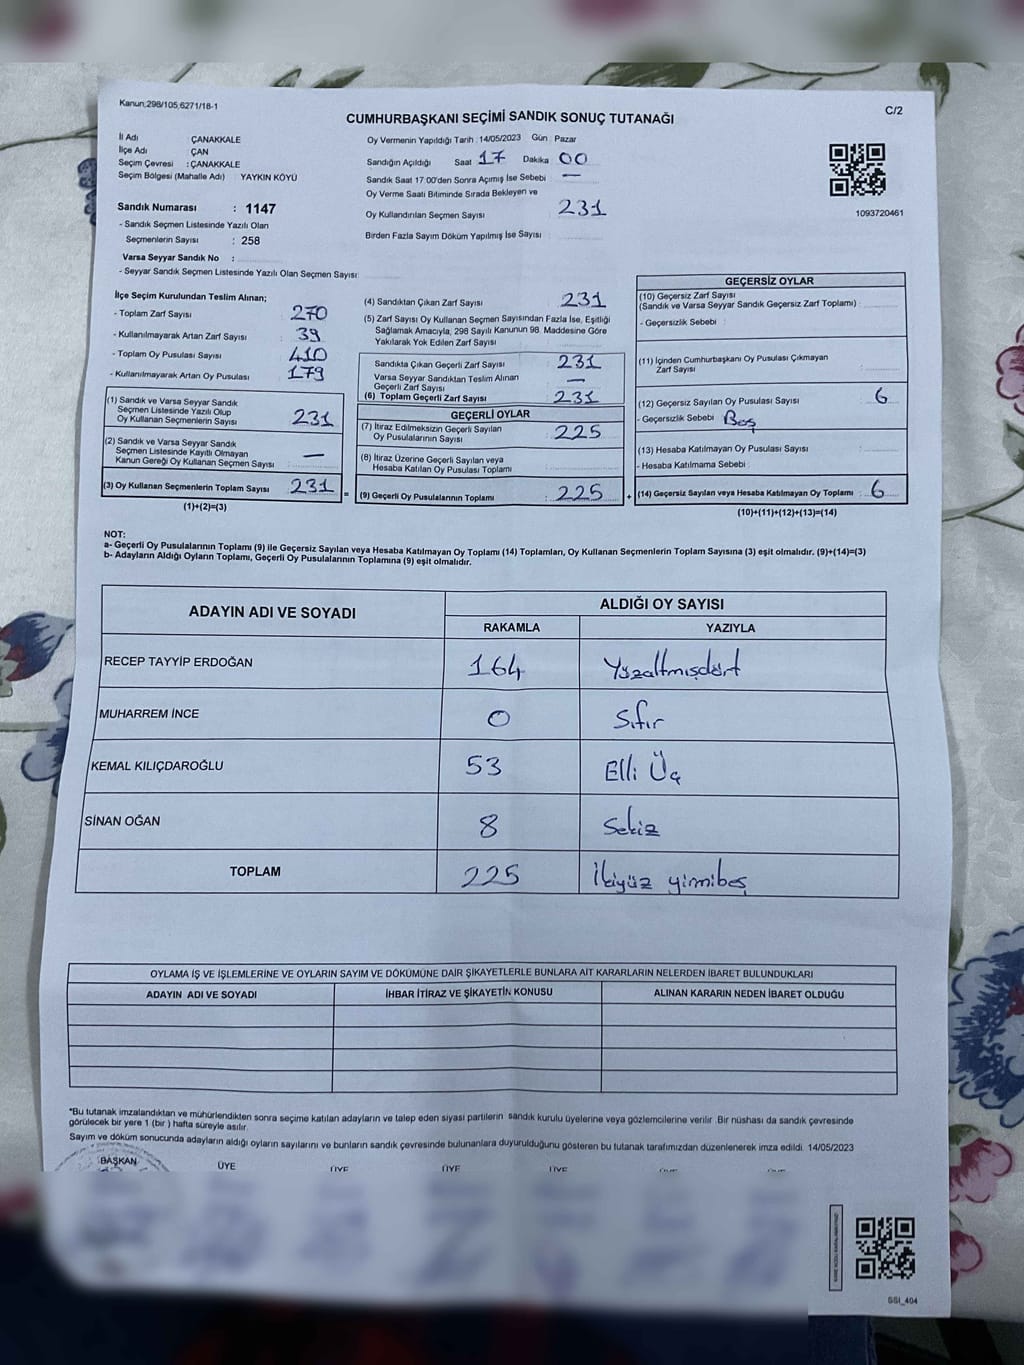 Kanun;298/105;6271/18-1
C/2
CUMHURBAŞKANI SEÇİMİ SANDIK SONUÇ TUTANAĞI
İl Adı ÇANAKKALE
İlçe Adı ÇAN
Seçim Çevresi : ÇANAKKALE
Seçim Bölgesi (Mahalle Adı) YAYKIN KÖYÜ
Sandık Numarası : 1147
- Sandık Seçmen Listesinde Yazılı Olan
Seçmenlerin Sayısı : 258
Varsa Seyyar Sandık No :
- Seyyar Sandık Seçmen Listesinde Yazılı Olan Seçmen Sayısı:
Oy Vermenin Yapıldığı Tarih : 14/05/2023 Gün : Pazar
Sandığın Açıldığı Saat 17 Dakika 00
Sandık Saat 17:00'den Sonra Açımış İse Sebebi —
Oy Verme Saati Bitiminde Sırada Bekleyen ve
Oy Kullandırılan Seçmen Sayısı 231
Birden Fazla Sayım Döküm Yapılmış İse Sayısı
1093720461
İlçe Seçim Kurulundan Teslim Alınan;
- Toplam Zarf Sayısı : 270
- Kullanılmayarak Artan Zarf Sayısı : 39
- Toplam Oy Pusulası Sayısı : 410
- Kullanılmayarak Artan Oy Pusulası : 179
(1) Sandık ve Varsa Seyyar Sandık
Seçmen Listesinde Yazılı Olup
Oy Kullanan Seçmenlerin Sayısı : 231
(2) Sandık ve Varsa Seyyar Sandık
Seçmen Listesinde Kayıtlı Olmayan
Kanun Gereği Oy Kullanan Seçmen Sayısı : —
(3) Oy Kullanan Seçmenlerin Toplam Sayısı : 231 =
(1)+(2)=(3)
(4) Sandıktan Çıkan Zarf Sayısı : 231
(5) Zarf Sayısı Oy Kullanan Seçmen Sayısından Fazla İse, Eşitliği
Sağlamak Amacıyla, 298 Sayılı Kanunun 98. Maddesine Göre
Yakılarak Yok Edilen Zarf Sayısı
Sandıkta Çıkan Geçerli Zarf Sayısı : 231
Varsa Seyyar Sandıktan Teslim Alınan
Geçerli Zarf Sayısı : —
(6) Toplam Geçerli Zarf Sayısı : 231
GEÇERLİ OYLAR
(7) İtiraz Edilmeksizin Geçerli Sayılan
Oy Pusulalarının Sayısı : 225
(8) İtiraz Üzerine Geçerli Sayılan veya
Hesaba Katılan Oy Pusulası Toplamı
(9) Geçerli Oy Pusulalarının Toplamı : 225 +
GEÇERSİZ OYLAR
(10) Geçersiz Zarf Sayısı
(Sandık ve Varsa Seyyar Sandık Geçersiz Zarf Toplamı) :
- Geçersizlik Sebebi :
(11) İçinden Cumhurbaşkanı Oy Pusulası Çıkmayan
Zarf Sayısı
(12) Geçersiz Sayılan Oy Pusulası Sayısı : 6
- Geçersizlik Sebebi : Boş
(13) Hesaba Katılmayan Oy Pusulası Sayısı
- Hesaba Katılmama Sebebi :
(14) Geçersiz Sayılan veya Hesaba Katılmayan Oy Toplamı : 6
(10)+(11)+(12)+(13)=(14)
NOT:
a- Geçerli Oy Pusulalarının Toplamı (9) ile Geçersiz Sayılan veya Hesaba Katılmayan Oy Toplamı (14) Toplamları, Oy Kullanan Seçmenlerin Toplam Sayısına (3) eşit olmalıdır. (9)+(14)=(3)
b- Adayların Aldığı Oyların Toplamı, Geçerli Oy Pusulalarının Toplamına (9) eşit olmalıdır.
ADAYIN ADI VE SOYADI
ALDIĞI OY SAYISI
RAKAMLA YAZIYLA
RECEP TAYYİP ERDOĞAN 164 Yüzaltmışdört
MUHARREM İNCE 0 Sıfır
KEMAL KILIÇDAROĞLU 53 Elli Üç
SİNAN OĞAN 8 Sekiz
TOPLAM 225 İkiyüz yirmibeş
OYLAMA İŞ VE İŞLEMLERİNE VE OYLARIN SAYIM VE DÖKÜMÜNE DAİR ŞİKAYETLERLE BUNLARA AİT KARARLARIN NELERDEN İBARET BULUNDUKLARI
ADAYIN ADI VE SOYADI İHBAR İTİRAZ VE ŞİKAYETİN KONUSU ALINAN KARARIN NEDEN İBARET OLDUĞU
*Bu tutanak imzalandıktan ve mühürlendikten sonra seçime katılan adayların ve talep eden siyasi partilerin sandık kurulu üyelerine veya gözlemcilerine verilir. Bir nüshası da sandık çevresinde
görülecek bir yere 1 (bir ) hafta süreyle asılır.
Sayım ve döküm sonucunda adayların aldığı oyların sayılarını ve bunların sandık çevresinde bulunanlara duyurulduğunu gösteren bu tutanak tarafımızdan düzenlenerek imza edildi. 14/05/2023
BAŞKAN ÜYE ÜYE ÜYE ÜYE
GSI_404